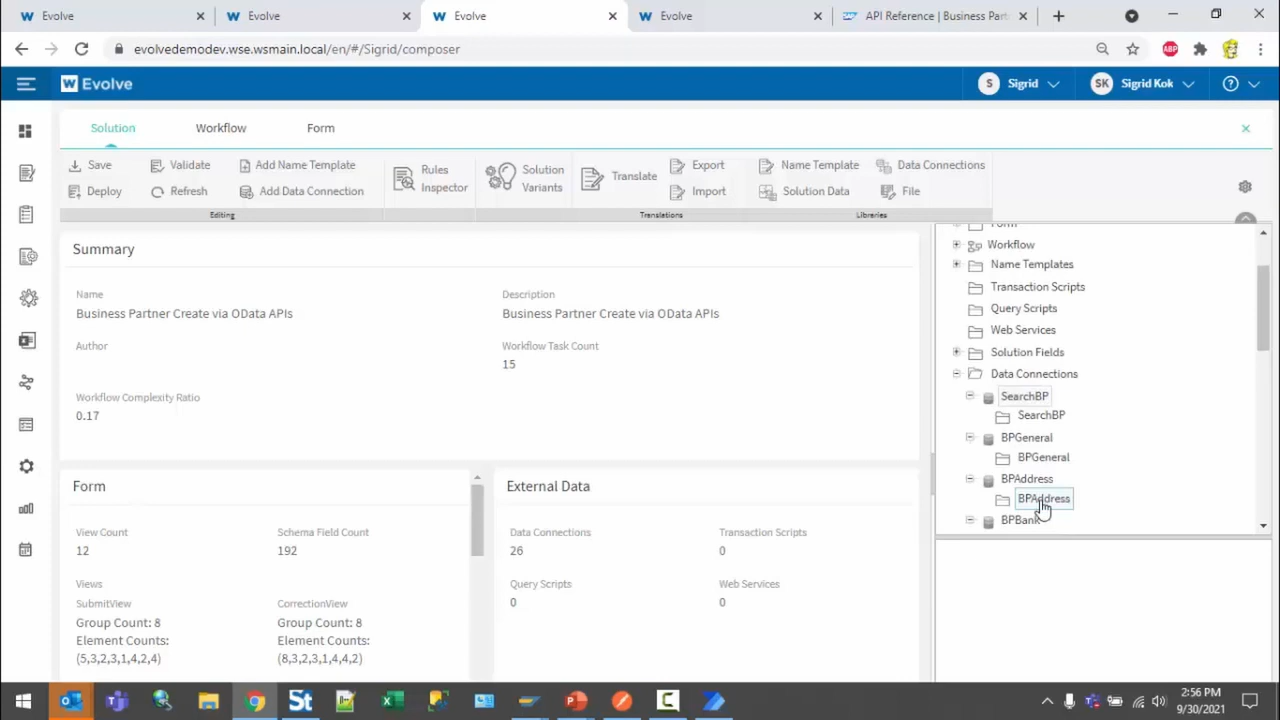 Evolve
Evolve
Evolve
Evolve
SAP API Reference | Business Part
evolvedemodev.wse.wsmain.local/en/#/Sigrid/composer
ABP
W Evolve
S Sigrid
SK Sigrid Kok
Solution Workflow Form
Save
Validate
Add Name Template
Deploy
Refresh
Add Data Connection
Editing
Rules
Inspector
Solution
Variants
Translate
Export
Import
Translations
Name Template
Data Connections
Solution Data
File
Libraries
Summary
Name
Business Partner Create via OData APIs
Description
Business Partner Create via OData APIs
Author
Workflow Task Count
15
Workflow Complexity Ratio
0.17
Form
View Count
12
Schema Field Count
192
Views
SubmitView
Group Count: 8
Element Counts:
(5,3,2,3,1,4,2,4)
CorrectionView
Group Count: 8
Element Counts:
(8,3,2,3,1,4,4,2)
External Data
Data Connections
26
Transaction Scripts
0
Query Scripts
0
Web Services
0
Form
Workflow
Name Templates
Transaction Scripts
Query Scripts
Web Services
Solution Fields
Data Connections
SearchBP
SearchBP
BPGeneral
BPGeneral
BPAddress
BPAddress
BPBank
St
2:56 PM
9/30/2021